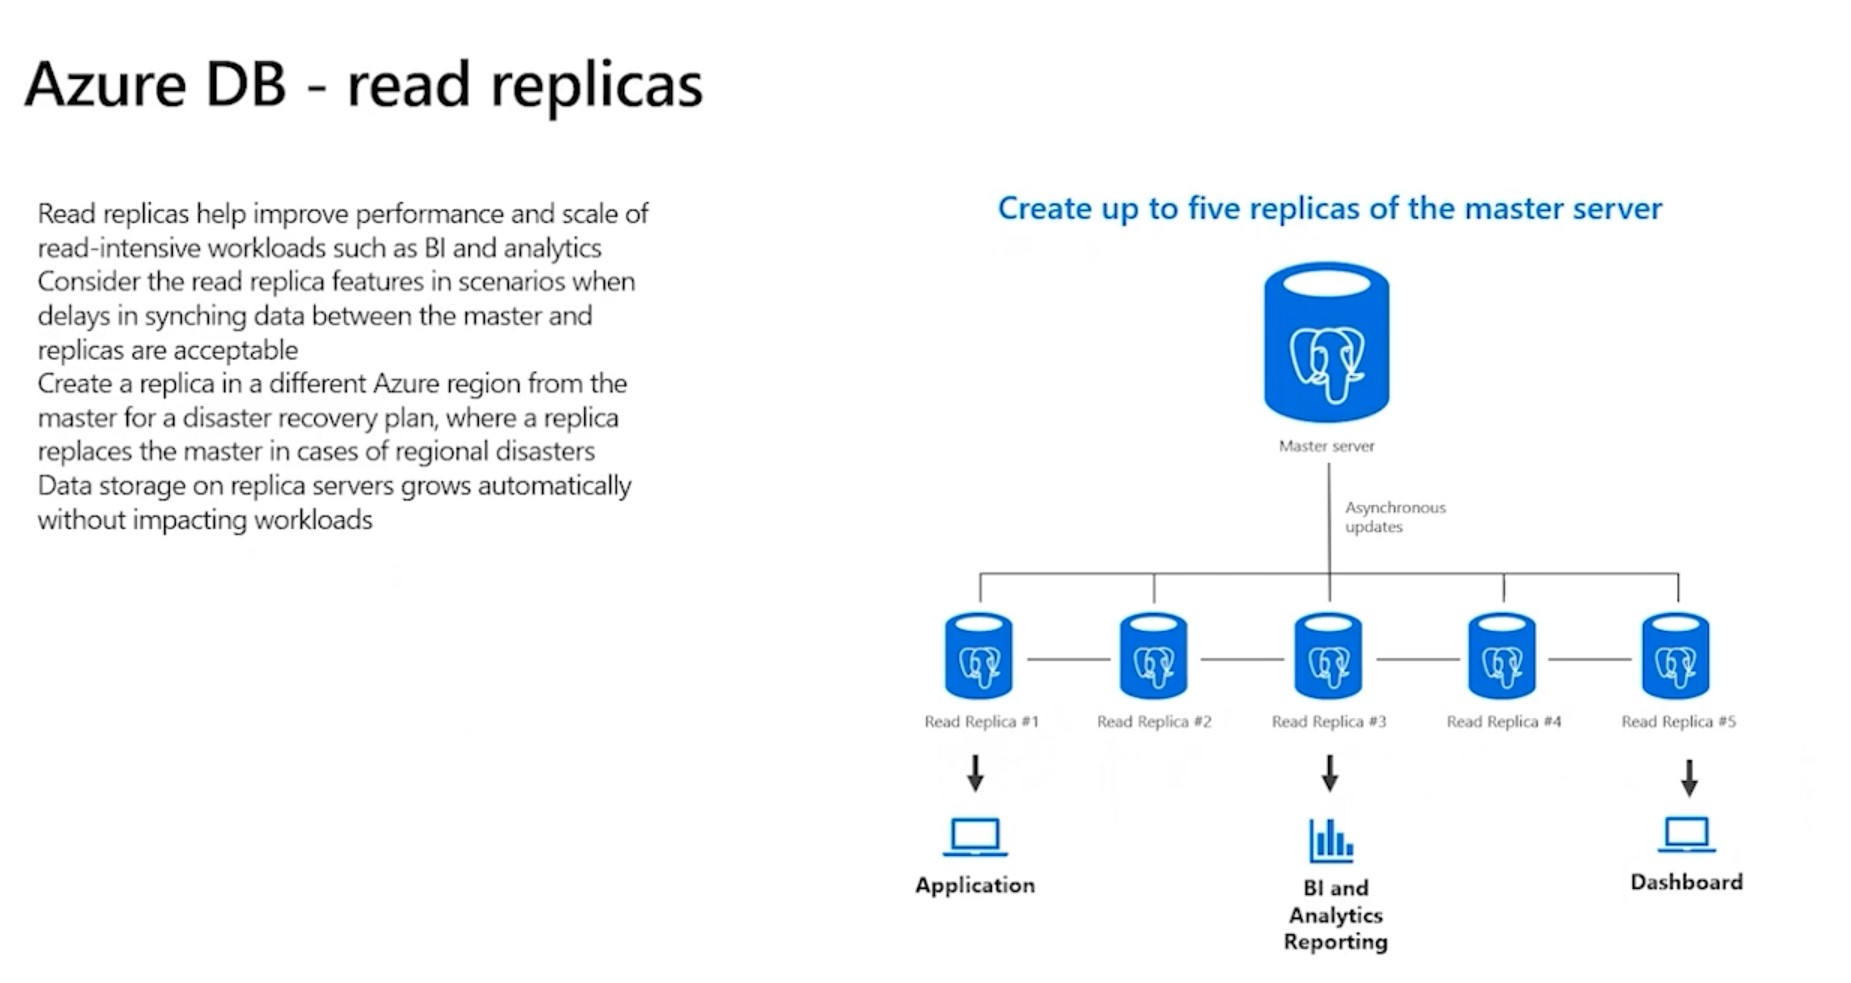 Azure DB - read replicas
Read replicas help improve performance and scale of
read-intensive workloads such as BI and analytics
Consider the read replica features in scenarios when
delays in synching data between the master and
replicas are acceptable
Create a replica in a different Azure region from the
master for a disaster recovery plan, where a replica
replaces the master in cases of regional disasters
Data storage on replica servers grows automatically
without impacting workloads
Create up to five replicas of the master server
Master server
Asynchronous
updates
Read Replica #1
Read Replica #2
Read Replica #3
Read Replica #4
Read Replica #5
Application
BI and
Analytics
Reporting
Dashboard